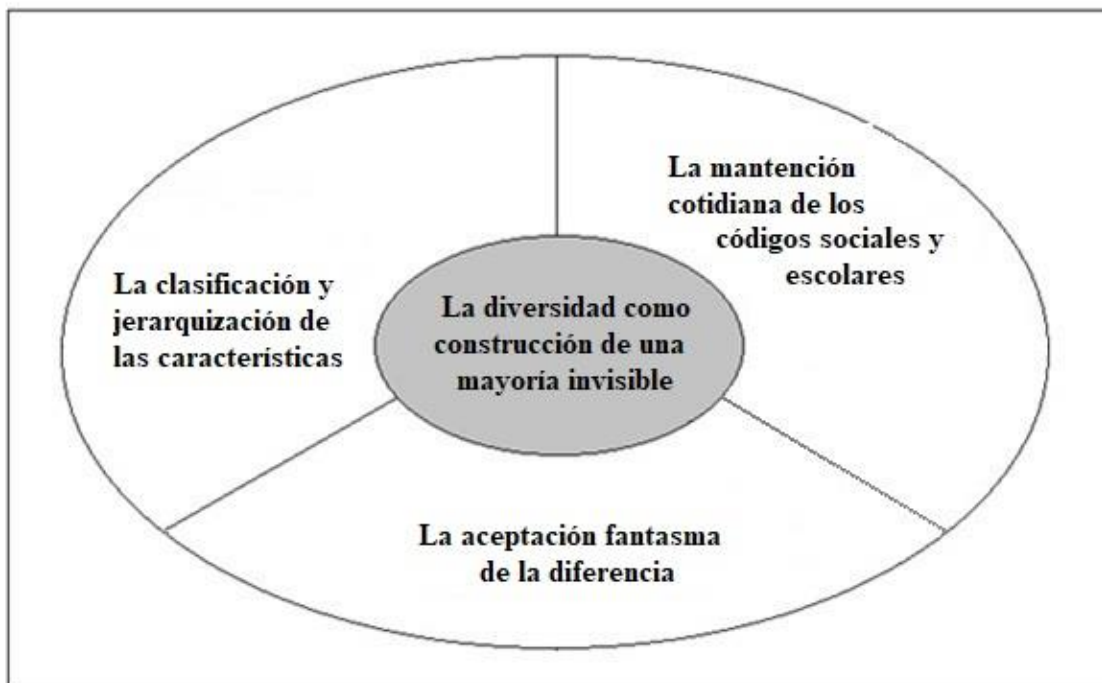 La mantención
cotidiana de los
códigos sociales y
escolares
La clasificación y
jerarquización de
las características
La diversidad como
construcción de una
mayoría invisible
La aceptación fantasma
de la diferencia